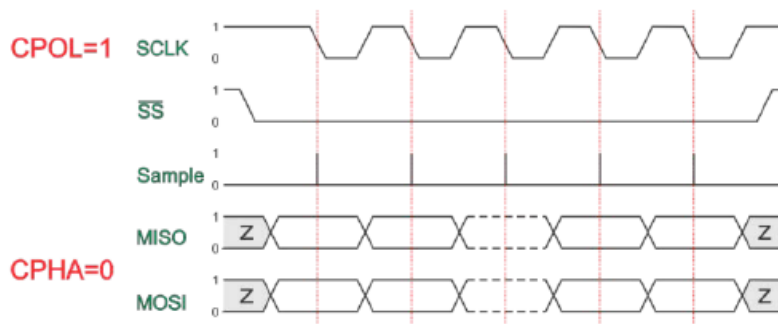 CPOL=1 SCLK 1
0
SS 1
0
Sample 1
0
MISO 1
0
Z Z
CPHA=0
MOSI 1
0
Z Z